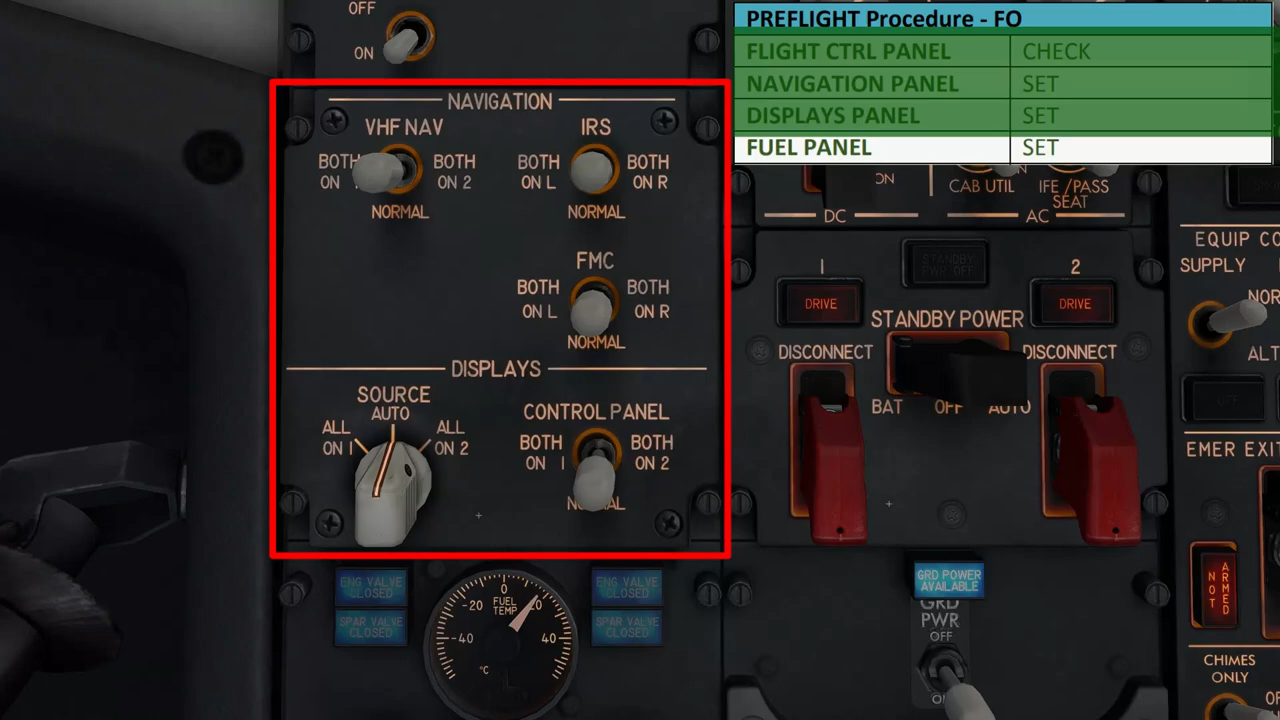 PREFLIGHT Procedure - FO
FLIGHT CTRL PANEL CHECK
NAVIGATION PANEL SET
DISPLAYS PANEL SET
FUEL PANEL SET
OFF
ON
NAVIGATION
VHF NAV
BOTH
ON
BOTH
ON 2
NORMAL
IRS
BOTH
ON L
BOTH
ON R
NORMAL
FMC
BOTH
ON L
BOTH
ON R
NORMAL
DISPLAYS
SOURCE
AUTO
ALL
ON 1
ALL
ON 2
CONTROL PANEL
BOTH
ON 1
BOTH
ON 2
NORMAL
ENG VALVE
CLOSED
SPAR VALVE
CLOSED
0
-20
20
FUEL
TEMP
-40
40
°C
ENG VALVE
CLOSED
SPAR VALVE
CLOSED
ON
CAB UTIL
IFE/PASS
SEAT
DC
AC
1
STANDBY
PWR OFF
2
DRIVE
DRIVE
STANDBY POWER
DISCONNECT
DISCONNECT
BAT
OFF
AUTO
GRD POWER
AVAILABLE
GRD
PWR
OFF
EQUIP CO
SUPPLY
NOR
ALT
OFF
EMER EXI
NOT
ARMED
CHIMES
ONLY